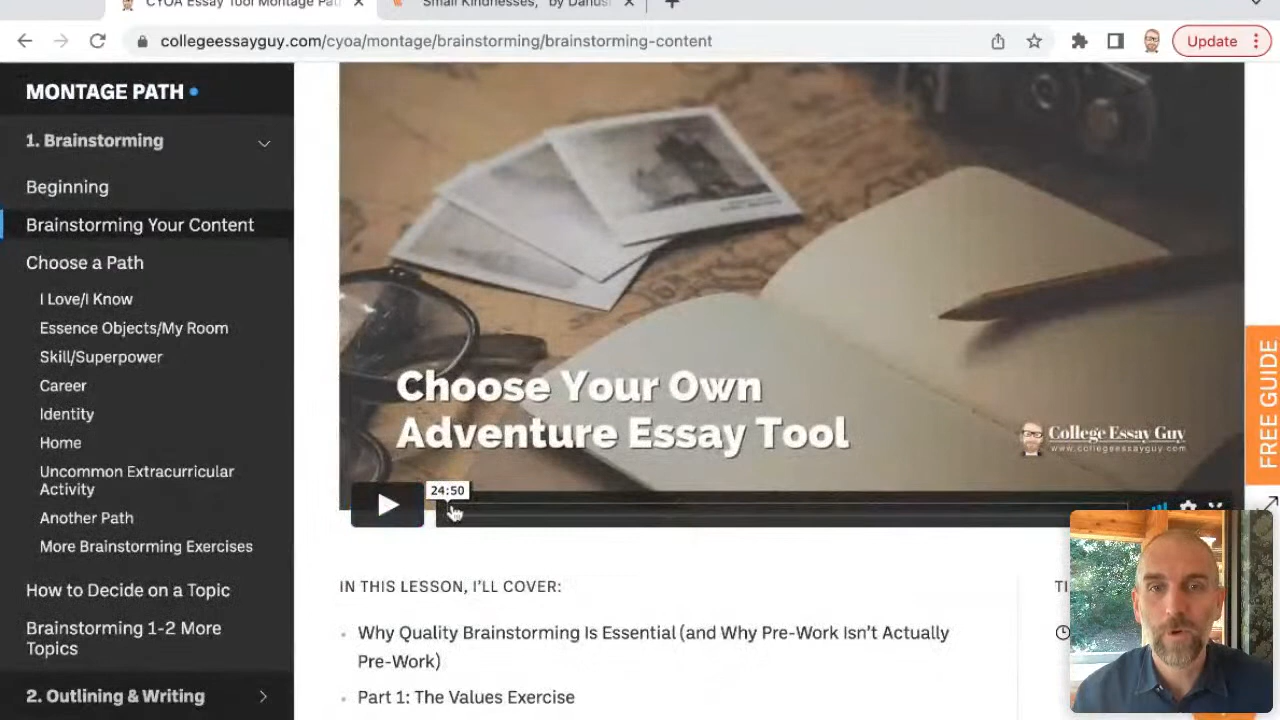 CYOA Essay Tool Montage Pat
Small Kindnesses," by Danus
collegeessayguy.com/cyoa/montage/brainstorming/brainstorming-content
Update
MONTAGE PATH
1. Brainstorming
Beginning
Brainstorming Your Content
Choose a Path
I Love/I Know
Essence Objects/My Room
Skill/Superpower
Career
Identity
Home
Uncommon Extracurricular
Activity
Another Path
More Brainstorming Exercises
How to Decide on a Topic
Brainstorming 1-2 More
Topics
2. Outlining & Writing
Choose Your Own
Adventure Essay Tool
College Essay Guy
www.collegeessayguy.com
24:50
FREE GUIDE
IN THIS LESSON, I'LL COVER:
TI
Why Quality Brainstorming Is Essential (and Why Pre-Work Isn't Actually
Pre-Work)
Part 1: The Values Exercise